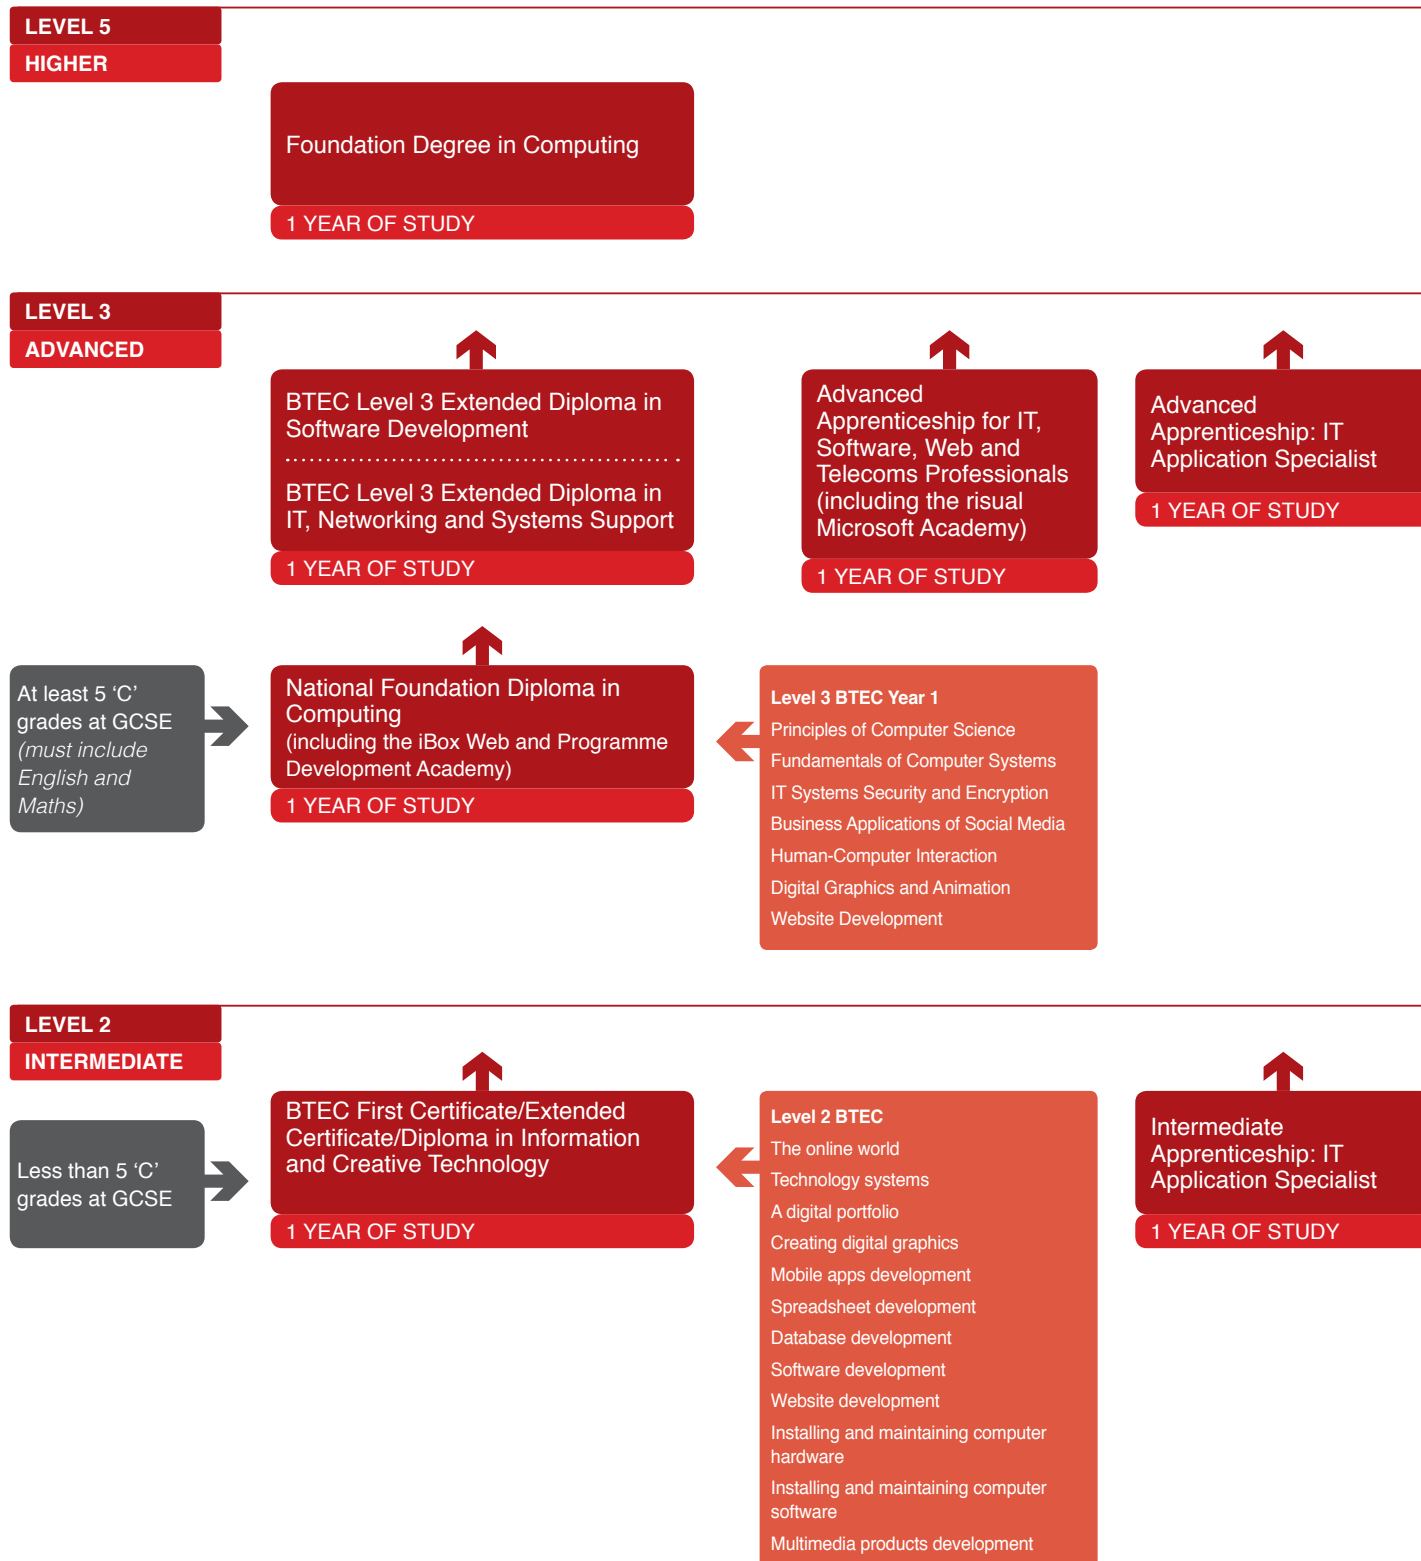 LEVEL 5
HIGHER
Foundation Degree in Computing
1 YEAR OF STUDY
LEVEL 3
ADVANCED
BTEC Level 3 Extended Diploma in
Software Development
BTEC Level 3 Extended Diploma in
IT, Networking and Systems Support
1 YEAR OF STUDY
Advanced
Apprenticeship for IT,
Software, Web and
Telecoms Professionals
(including the risual
Microsoft Academy)
1 YEAR OF STUDY
Advanced
Apprenticeship: IT
Application Specialist
1 YEAR OF STUDY
At least 5 ‘C’
grades at GCSE
(must include
English and
Maths)
National Foundation Diploma in
Computing
(including the iBox Web and Programme
Development Academy)
1 YEAR OF STUDY
Level 3 BTEC Year 1
Principles of Computer Science
Fundamentals of Computer Systems
IT Systems Security and Encryption
Business Applications of Social Media
Human-Computer Interaction
Digital Graphics and Animation
Website Development
LEVEL 2
INTERMEDIATE
Less than 5 ‘C’
grades at GCSE
BTEC First Certificate/Extended
Certificate/Diploma in Information
and Creative Technology
1 YEAR OF STUDY
Level 2 BTEC
The online world
Technology systems
A digital portfolio
Creating digital graphics
Mobile apps development
Spreadsheet development
Database development
Software development
Website development
Installing and maintaining computer
hardware
Installing and maintaining computer
software
Multimedia products development
Intermediate
Apprenticeship: IT
Application Specialist
1 YEAR OF STUDY